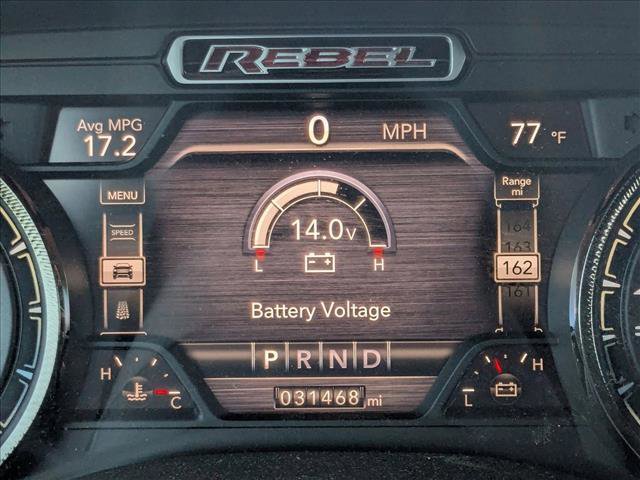 REBEL
Avg MPG
17.2
0 MPH
77 °F
MENU
SPEED
Range
mi
164
163
162
161
14.0v
L H
Battery Voltage
P R N D
031468 mi
H C
L H